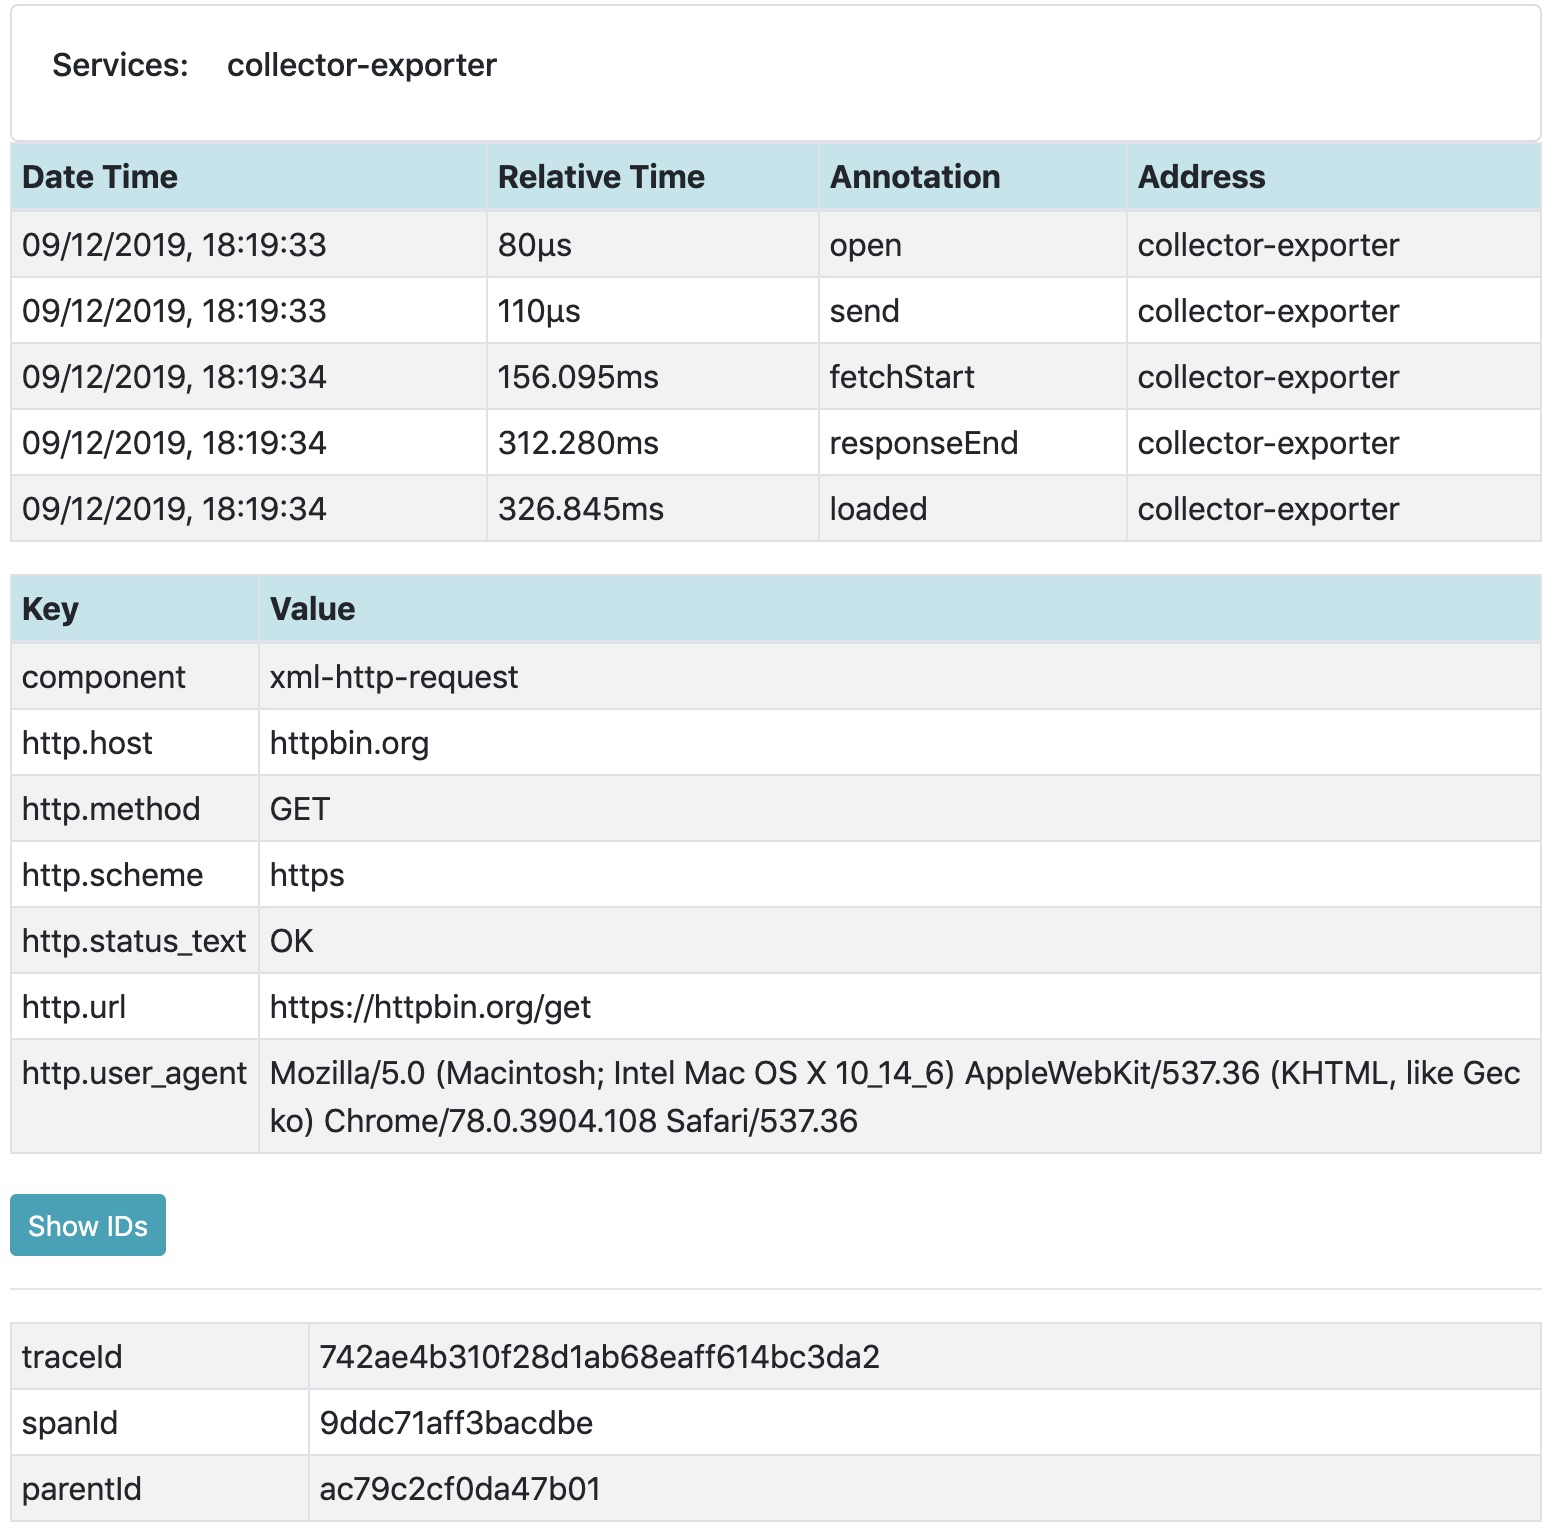 Services: collector-exporter
Date Time Relative Time Annotation Address
09/12/2019, 18:19:33 80μs open collector-exporter
09/12/2019, 18:19:33 110μs send collector-exporter
09/12/2019, 18:19:34 156.095ms fetchStart collector-exporter
09/12/2019, 18:19:34 312.280ms responseEnd collector-exporter
09/12/2019, 18:19:34 326.845ms loaded collector-exporter
Key Value
component xml-http-request
http.host httpbin.org
http.method GET
http.scheme https
http.status_text OK
http.url https://httpbin.org/get
http.user_agent Mozilla/5.0 (Macintosh; Intel Mac OS X 10_14_6) AppleWebKit/537.36 (KHTML, like Gec
ko) Chrome/78.0.3904.108 Safari/537.36
Show IDs
traceId 742ae4b310f28d1ab68eaff614bc3da2
spanId 9ddc71aff3bacdbe
parentId ac79c2cf0da47b01